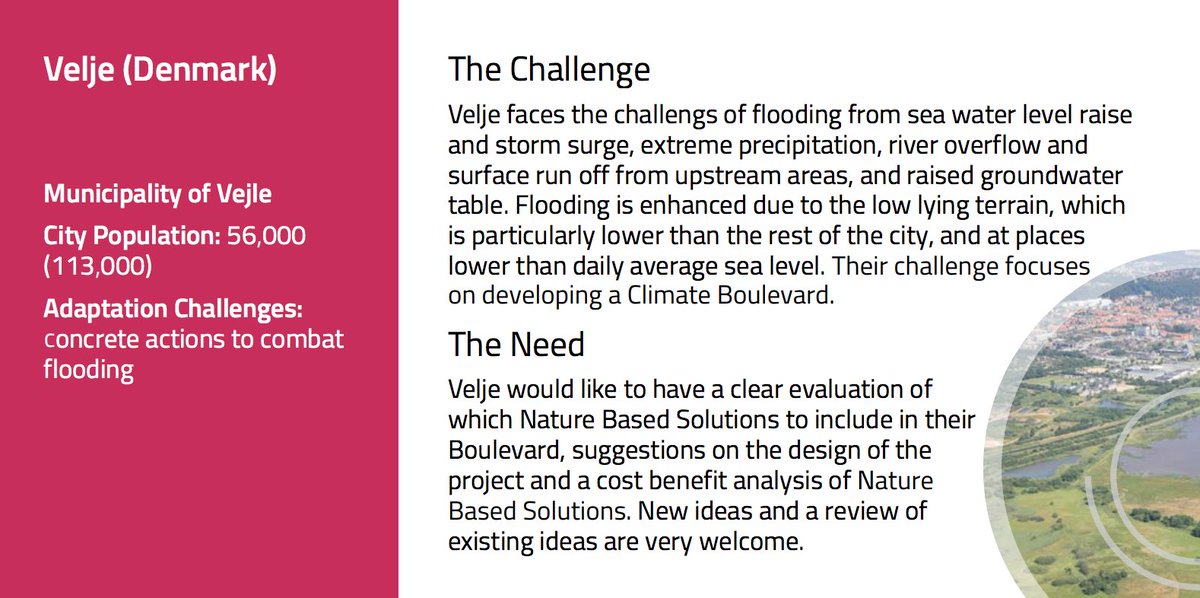 Velje (Denmark)
Municipality of Vejle
City Population: 56,000
(113,000)
Adaptation Challenges:
concrete actions to combat
flooding
The Challenge
Velje faces the challengs of flooding from sea water level raise
and storm surge, extreme precipitation, river overflow and
surface run off from upstream areas, and raised groundwater
table. Flooding is enhanced due to the low lying terrain, which
is particularly lower than the rest of the city, and at places
lower than daily average sea level. Their challenge focuses
on developing a Climate Boulevard.
The Need
Velje would like to have a clear evaluation of
which Nature Based Solutions to include in their
Boulevard, suggestions on the design of the
project and a cost benefit analysis of Nature
Based Solutions. New ideas and a review of
existing ideas are very welcome.